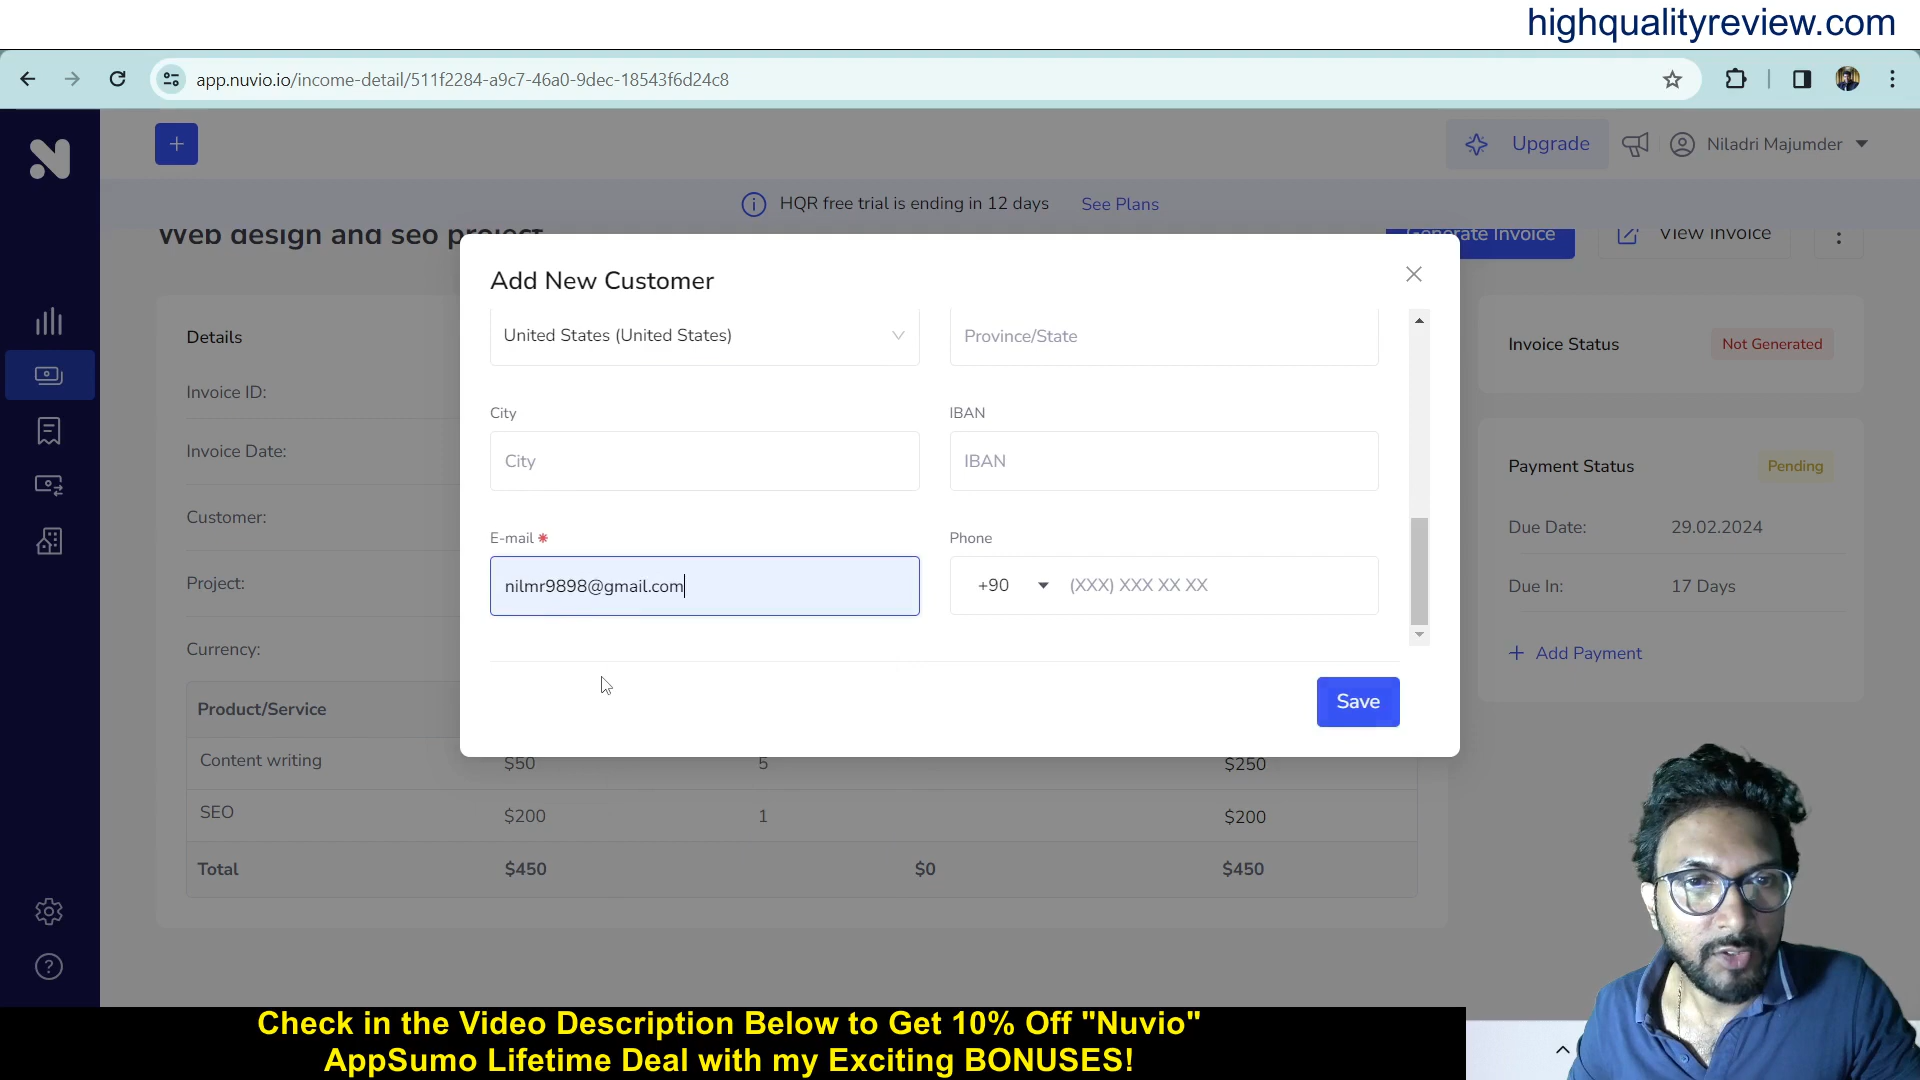 highqualityreview.com
app.nuvio.io/income-detail/511f2284-a9c7-46a0-9dec-18543f6d24c8
+
Upgrade
Niladri Majumder
HQR free trial is ending in 12 days See Plans
Web design and seo project
Generate Invoice
View Invoice
Add New Customer
Details
United States (United States)
Province/State
Invoice Status
Not Generated
Invoice ID:
City
IBAN
Invoice Date:
City
IBAN
Payment Status
Pending
Customer:
E-mail *
Phone
Due Date:
29.02.2024
Project:
nilmr9898@gmail.com
+90
(XXX) XXX XX XX
Due In:
17 Days
Currency:
+ Add Payment
Product/Service
Save
Content writing
$50
5
$250
SEO
$200
1
$200
Total
$450
$0
$450
Check in the Video Description Below to Get 10% Off "Nuvio"
AppSumo Lifetime Deal with my Exciting BONUSES!